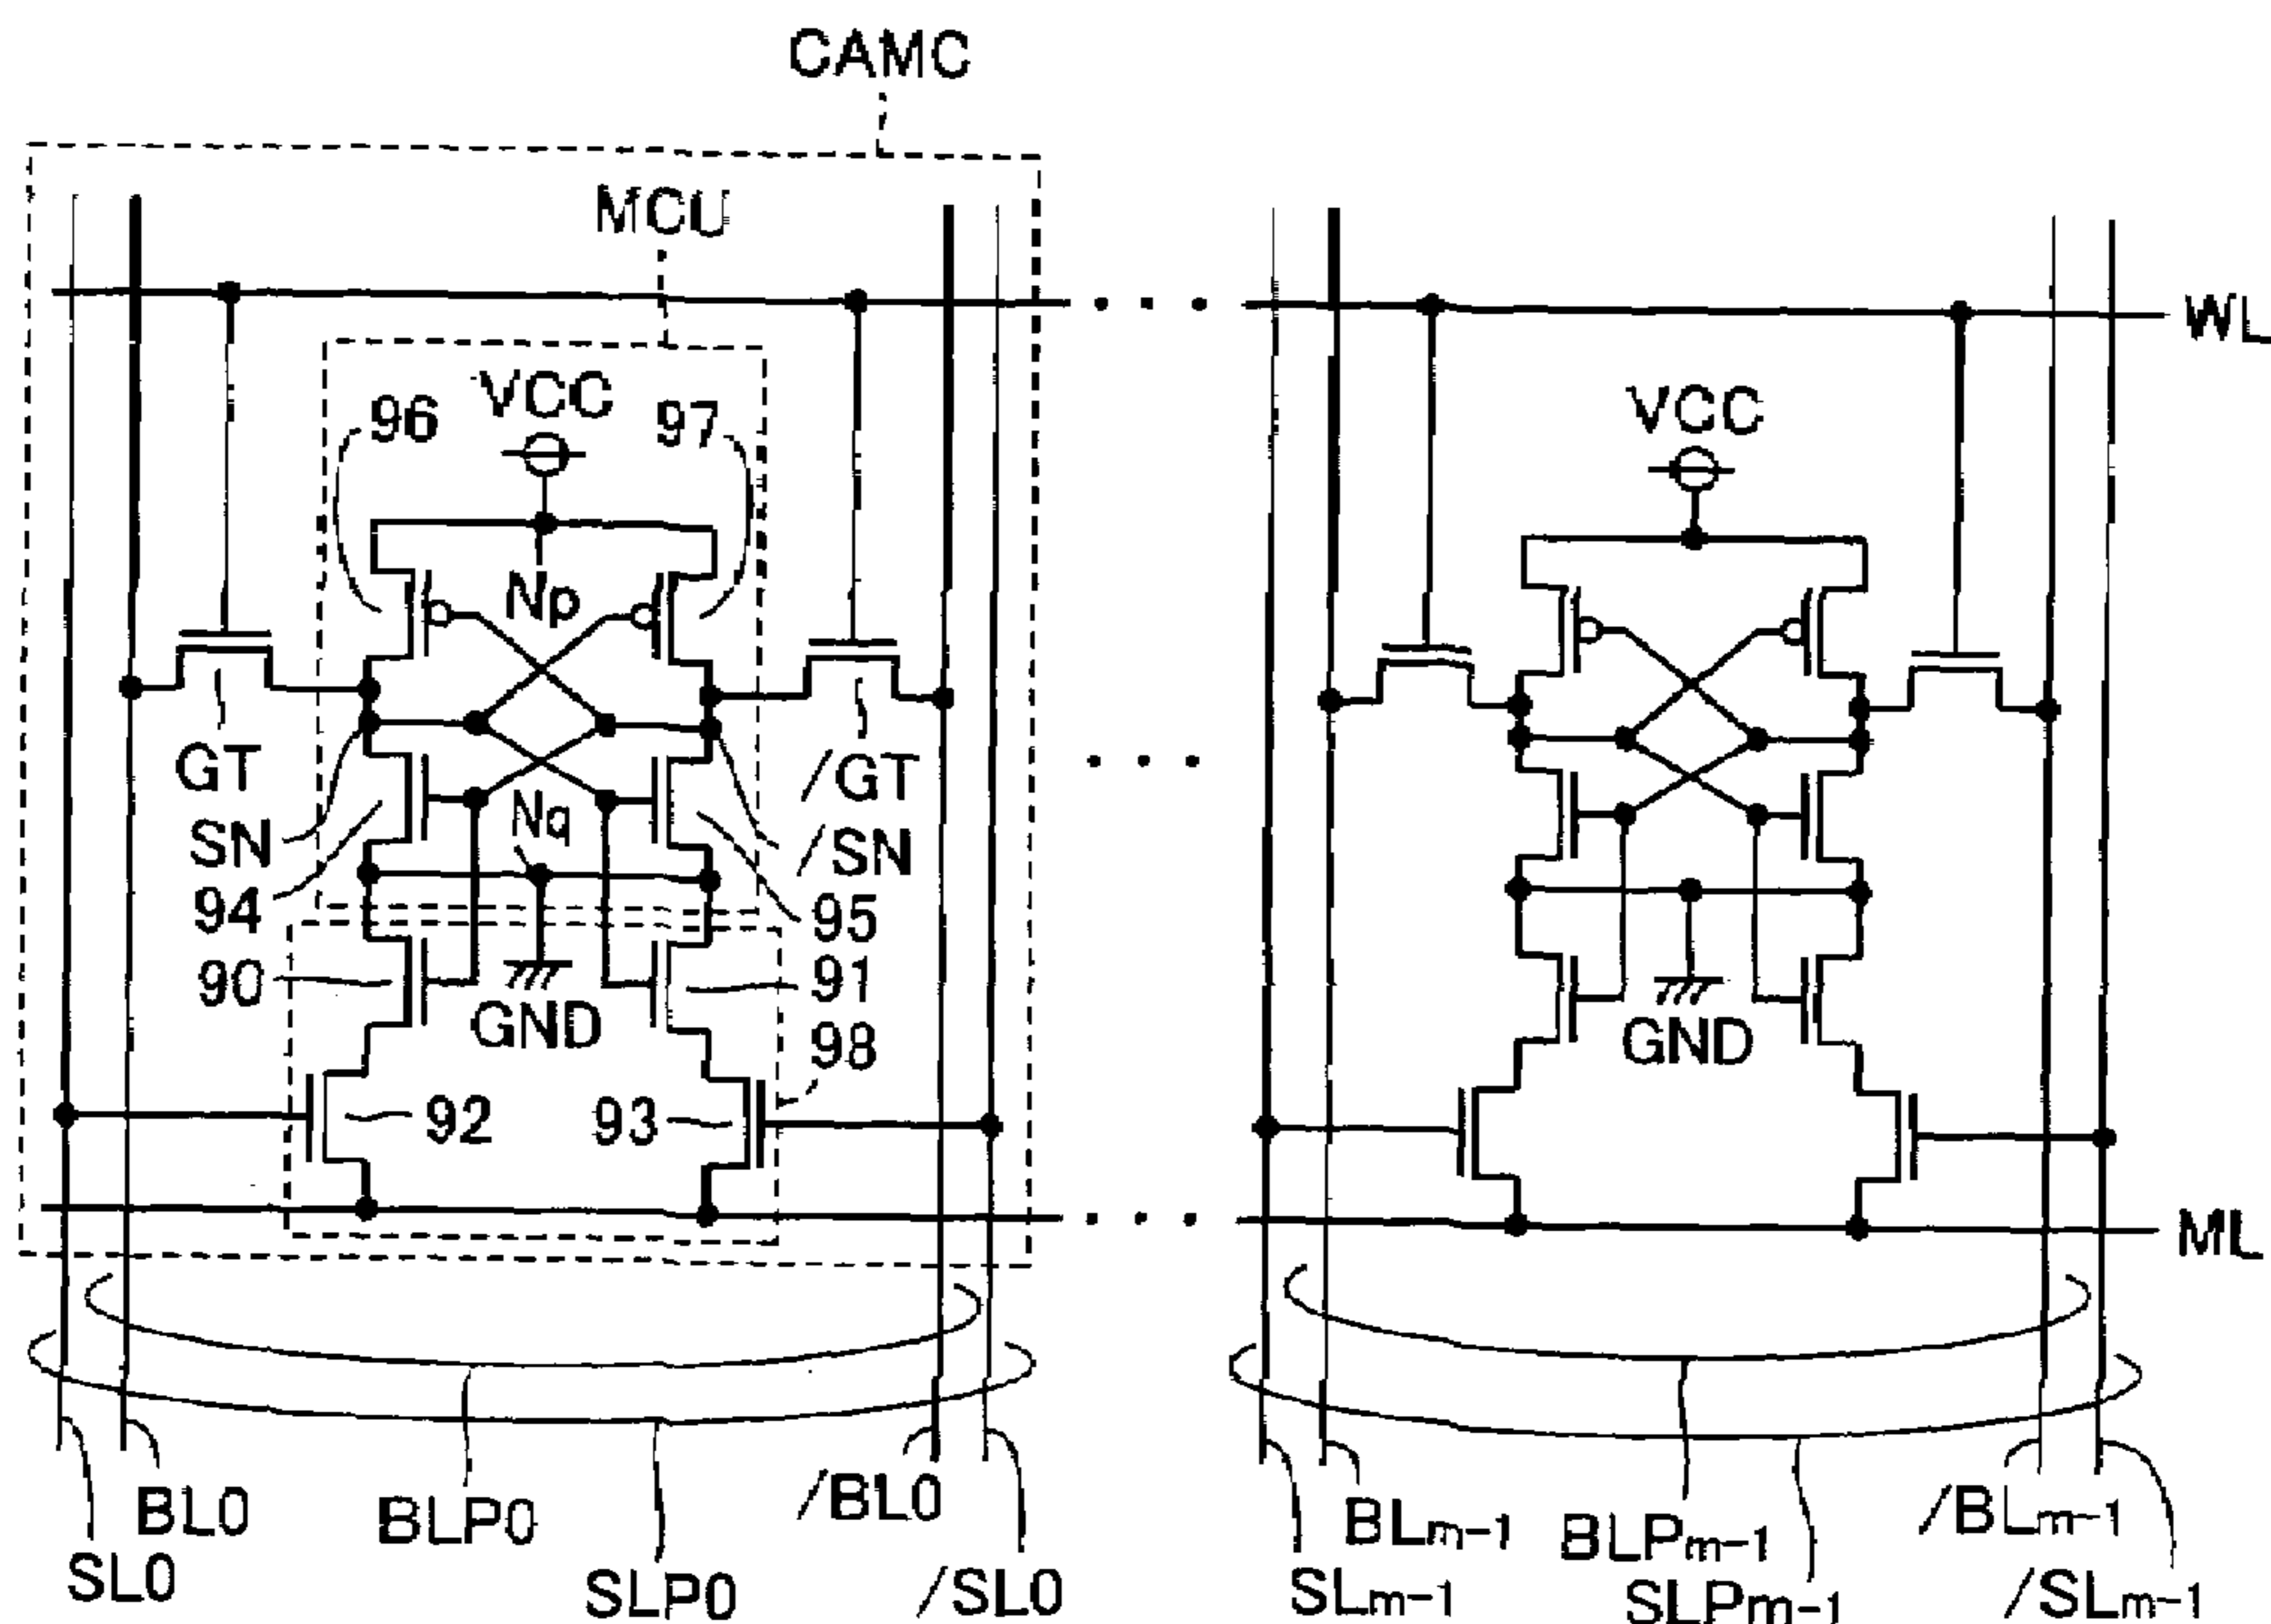 CAMC
MCU
WL
96 VCC 97
VCC
Np
GT
/GT
SN
Nq
/SN
94
95
90
91
GND
GND
98
92
93
ML
BL0
BLP0
/BL0
SL0
SLP0
/SL0
BLm-1
BLPm-1
/BLm-1
SLm-1
SLPm-1
/SLm-1